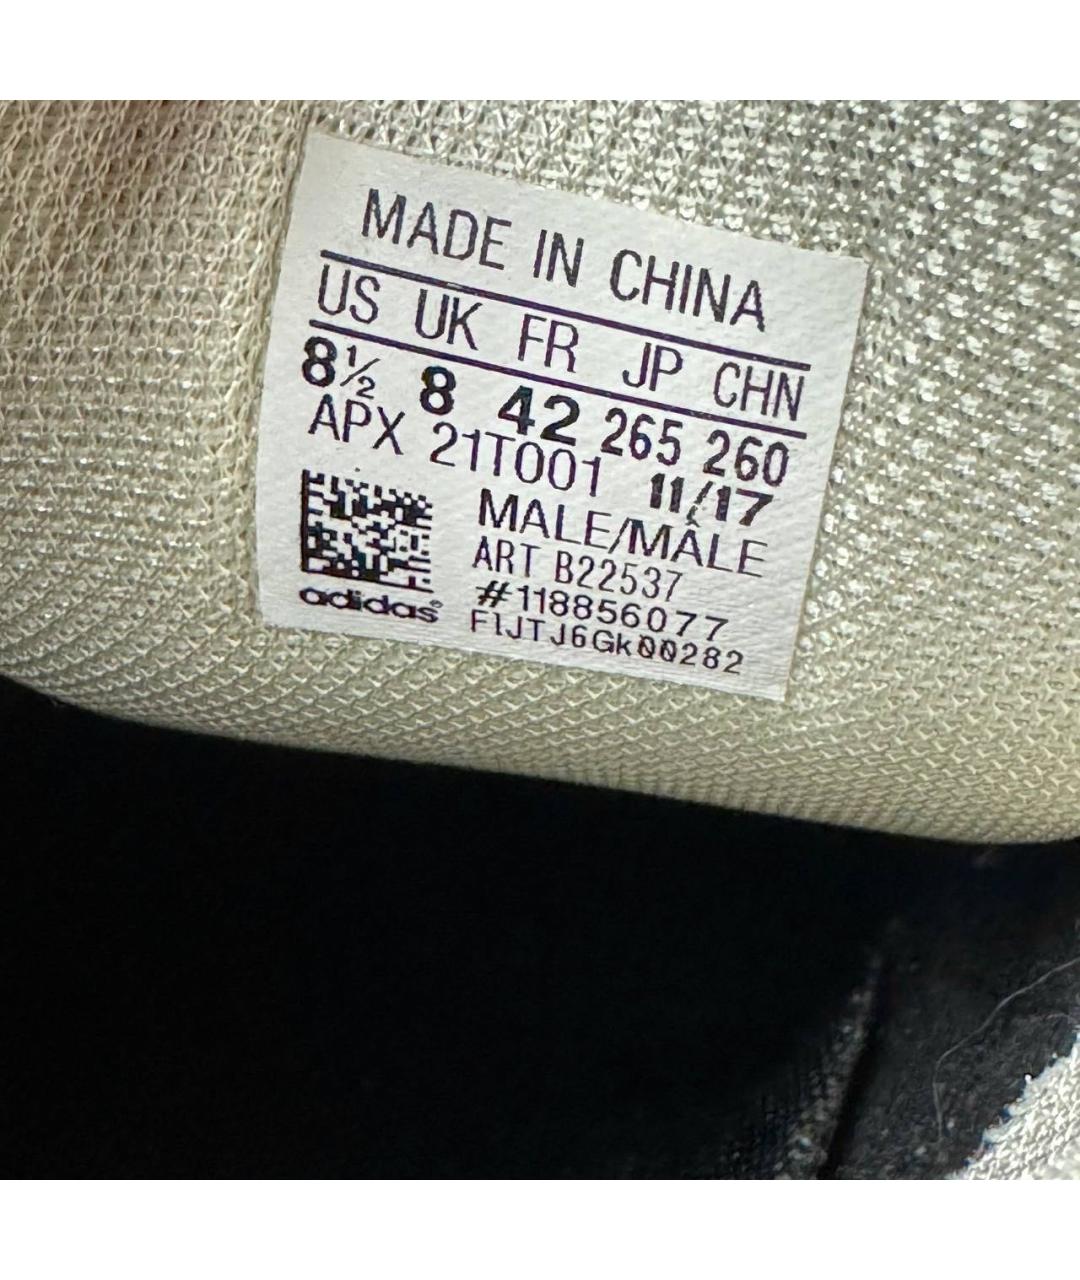 MADE IN CHINA
US UK FR JP CHN
8½ 8 42 265 260
APX 21T001 11/17
MALE/MÂLE
ART B22537
#118856077
adidas®
F1JTJ6Gk00282